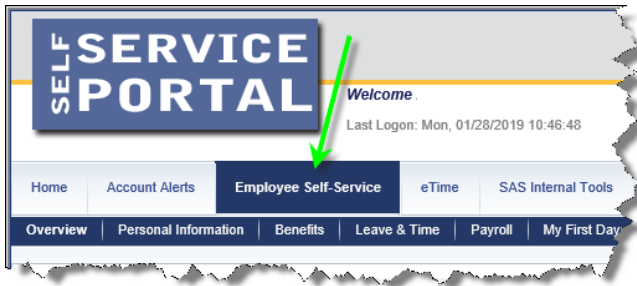 SELF
SERVICE
PORTAL
Welcome
Last Logon: Mon, 01/28/2019 10:46:48
Home Account Alerts Employee Self-Service eTime SAS Internal Tools
Overview Personal Information Benefits Leave & Time Payroll My First Day